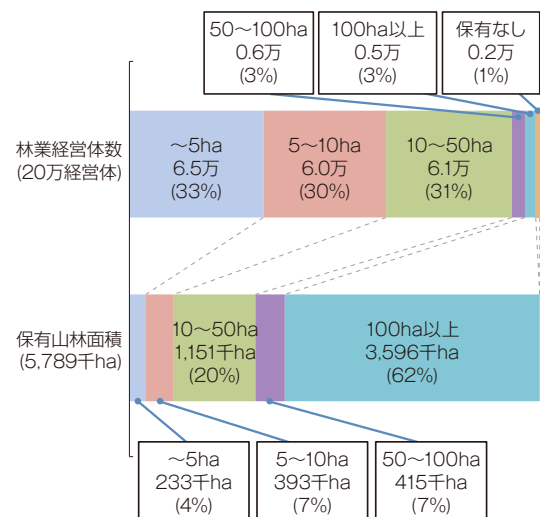 50～100ha
0.6万
(3%)
100ha以上
0.5万
(3%)
保有なし
0.2万
(1%)
林業経営体数
(20万経営体)
～5ha
6.5万
(33%)
5～10ha
6.0万
(30%)
10～50ha
6.1万
(31%)
保有山林面積
(5,789千ha)
10～50ha
1,151千ha
(20%)
100ha以上
3,596千ha
(62%)
～5ha
233千ha
(4%)
5～10ha
393千ha
(7%)
50～100ha
415千ha
(7%)